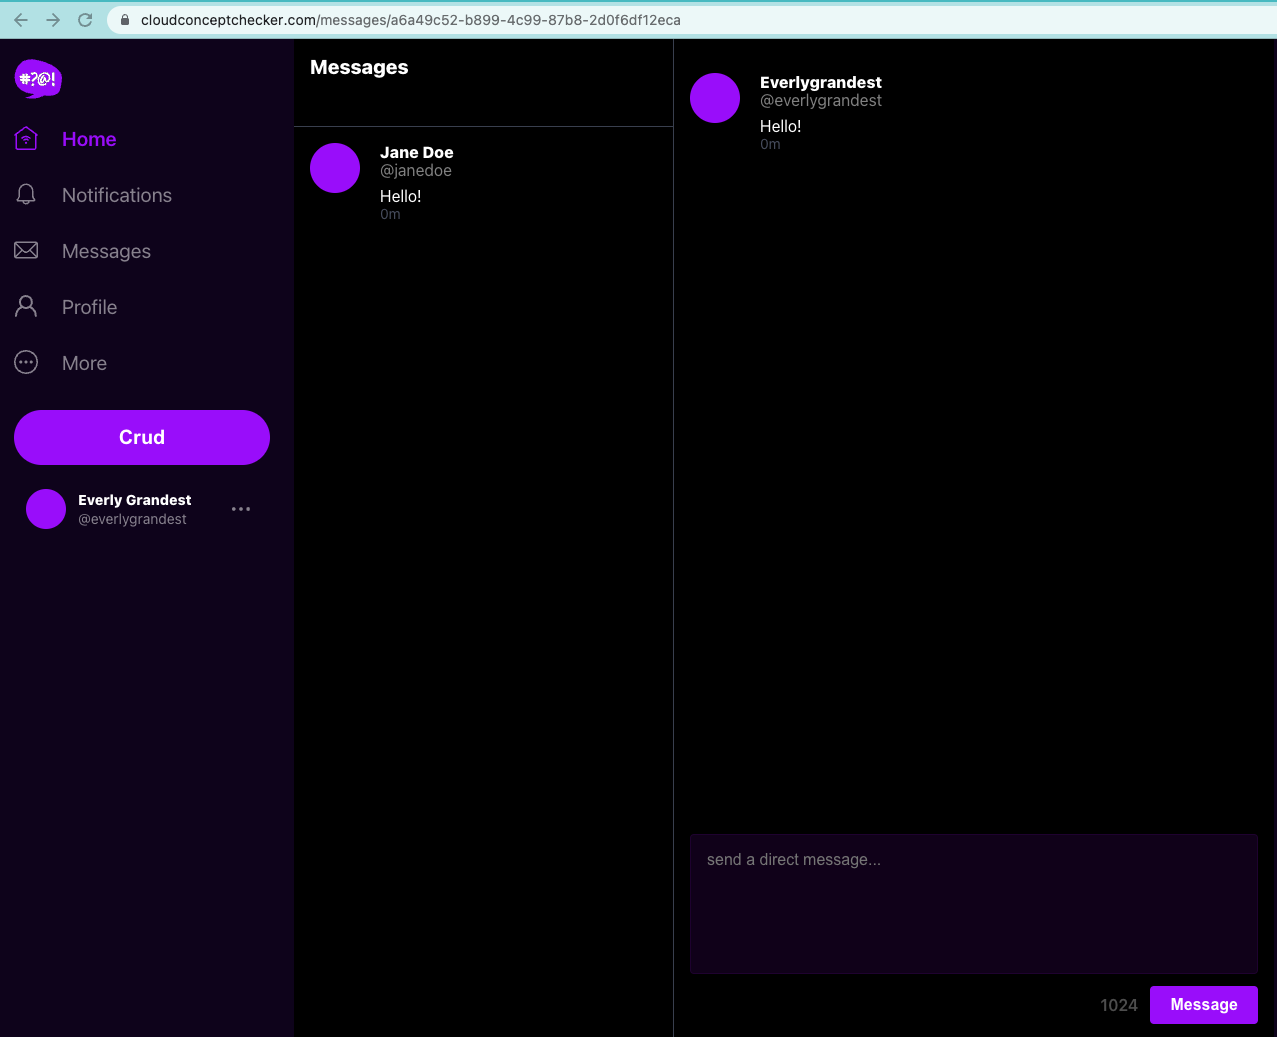 cloudconceptchecker.com/messages/a6a49c52-b899-4c99-87b8-2d0f6df12eca
#?@!
Home
Notifications
Messages
Profile
More
Crud
Everly Grandest
@everlygrandest
Messages
Jane Doe
@janedoe
Hello!
0m
Everlygrandest
@everlygrandest
Hello!
0m
send a direct message...
1024
Message